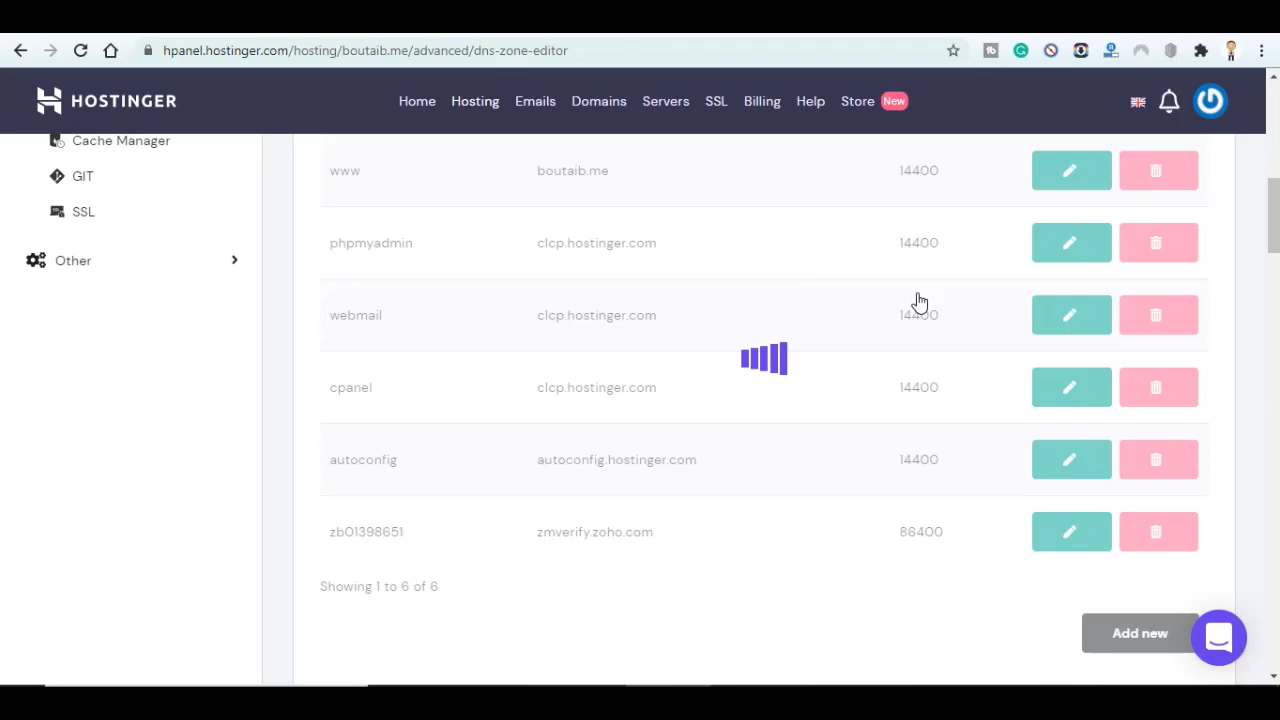 hpanel.hostinger.com/hosting/boutaib.me/advanced/dns-zone-editor
HOSTINGER
Home Hosting Emails Domains Servers SSL Billing Help Store New
Cache Manager
GIT
SSL
Other
www boutaib.me 14400
phpmyadmin clcp.hostinger.com 14400
webmail clcp.hostinger.com 14400
cpanel clcp.hostinger.com 14400
autoconfig autoconfig.hostinger.com 14400
zb01398651 zmverify.zoho.com 86400
Showing 1 to 6 of 6
Add new